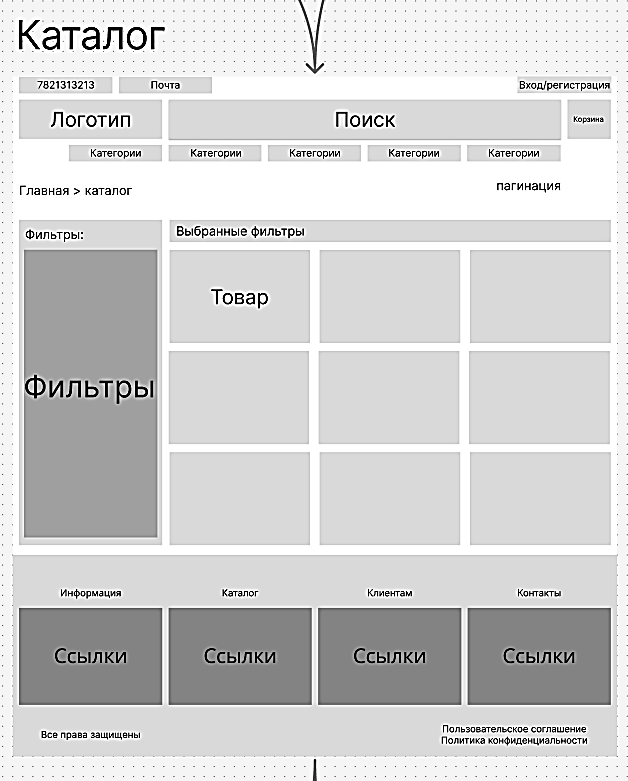 Каталог
7821313213
Почта
Вход/регистрация
Логотип
Поиск
Корзина
Категории
Категории
Категории
Категории
Категории
Главная > каталог
пагинация
Фильтры:
Выбранные фильтры
Товар
Фильтры
Информация
Каталог
Клиентам
Контакты
Ссылки
Ссылки
Ссылки
Ссылки
Все права защищены
Пользовательское соглашение
Политика конфиденциальности